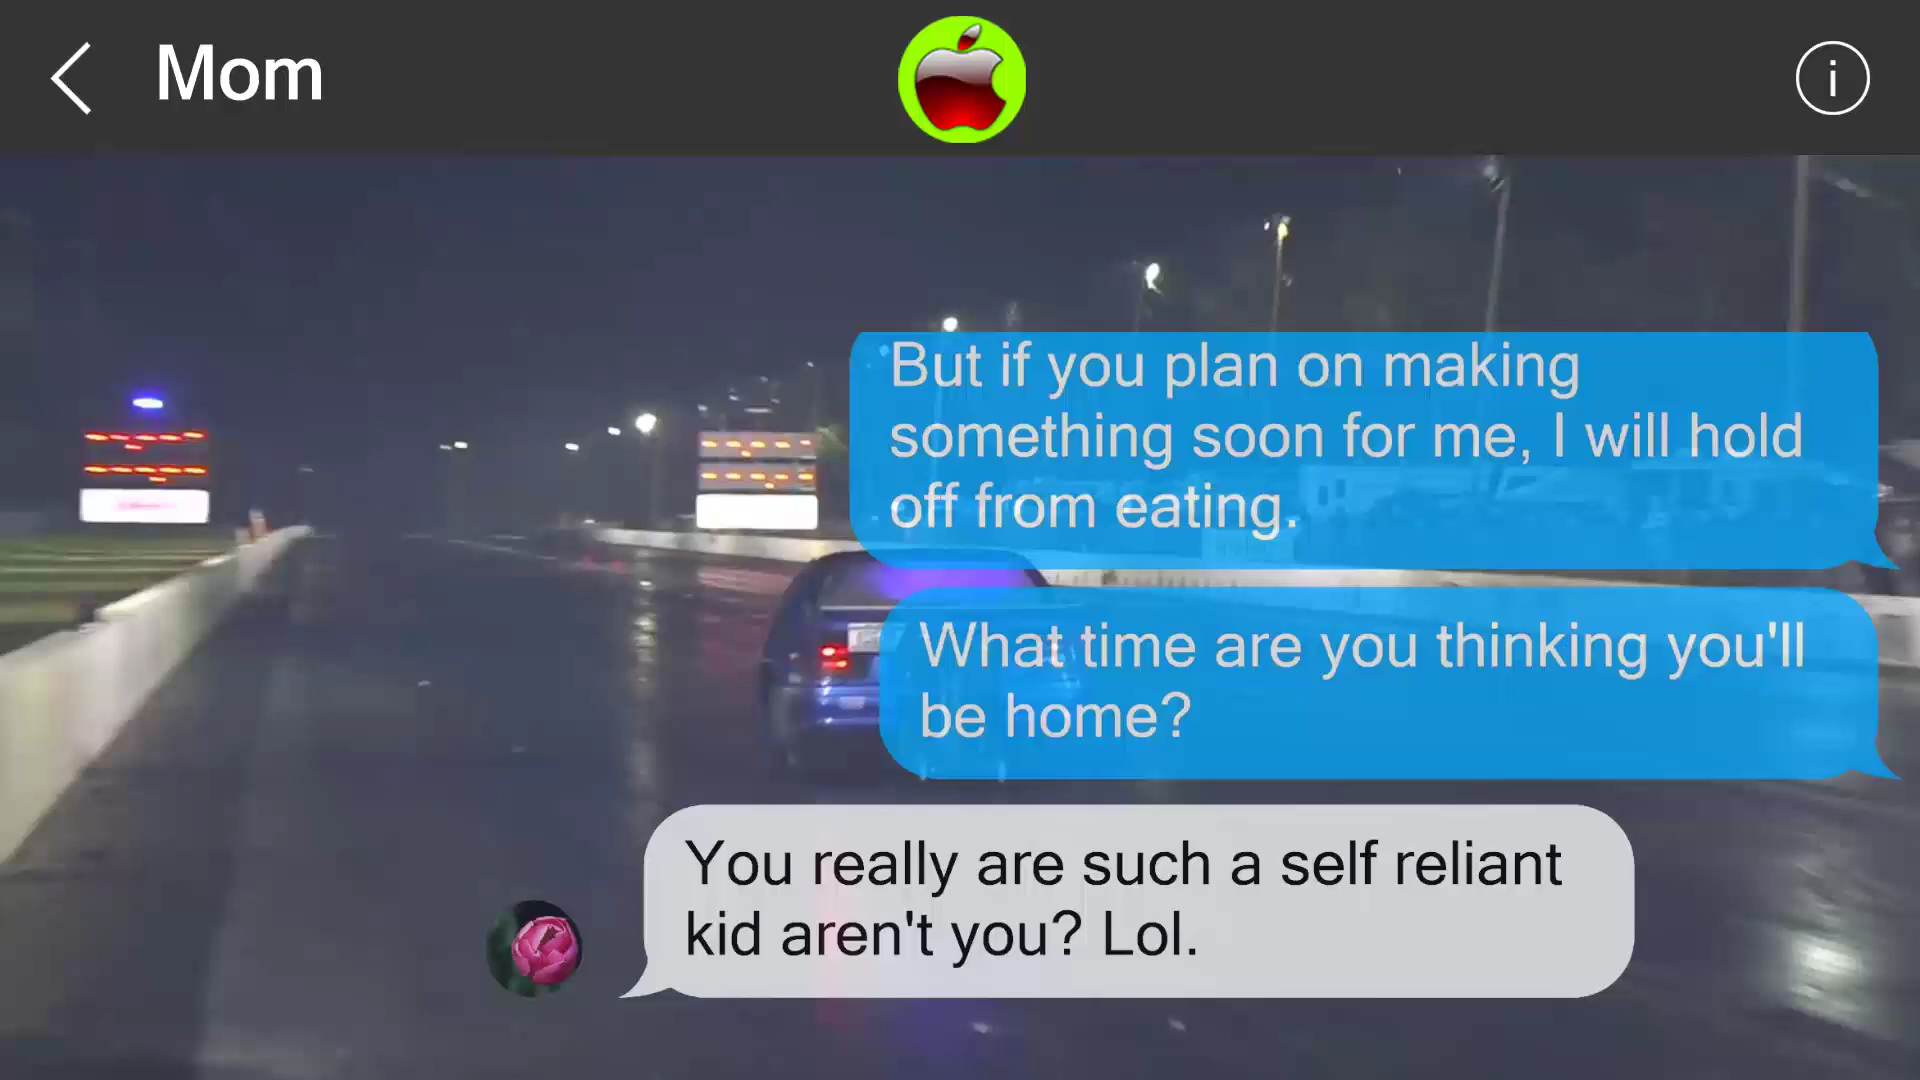 Mom
i
But if you plan on making
something soon for me, I will hold
off from eating.
What time are you thinking you'll
be home?
You really are such a self reliant
kid aren't you? Lol.